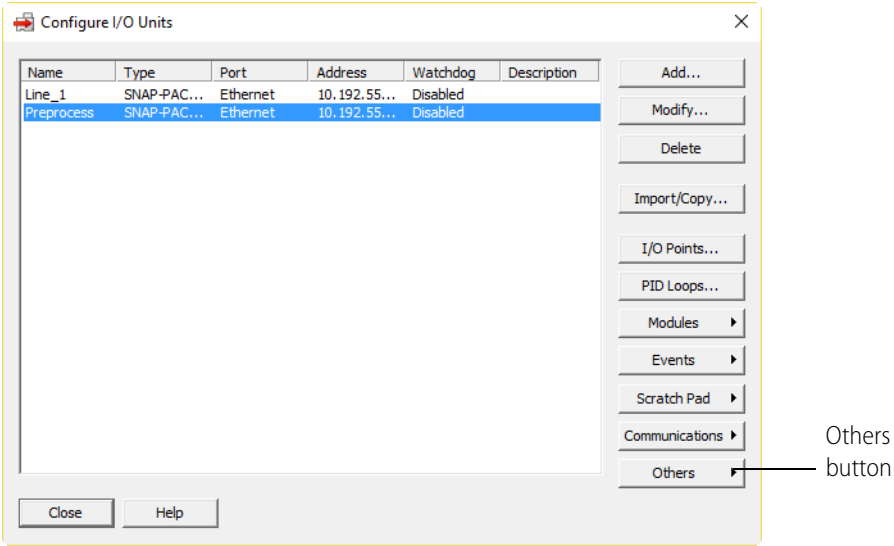 Configure I/O Units
Name Type Port Address Watchdog Description
Line_1 SNAP-PAC... Ethernet 10.192.55... Disabled
Preprocess SNAP-PAC... Ethernet 10.192.55... Disabled
Add...
Modify...
Delete
Import/Copy...
I/O Points...
PID Loops...
Modules
Events
Scratch Pad
Communications
Others
Others
button
Close Help